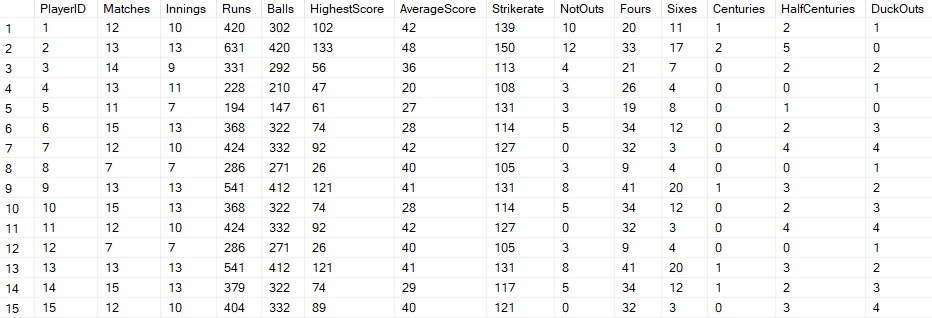 PlayerID Matches Innings Runs Balls HighestScore AverageScore Strikerate NotOuts Fours Sixes Centuries HalfCenturies DuckOuts
1 1 12 10 420 302 102 42 139 10 20 11 1 2 1
2 2 13 13 631 420 133 48 150 12 33 17 2 5 0
3 3 14 9 331 292 56 36 113 4 21 7 0 2 2
4 4 13 11 228 210 47 20 108 3 26 4 0 0 1
5 5 11 7 194 147 61 27 131 3 19 8 0 1 0
6 6 15 13 368 322 74 28 114 5 34 12 0 2 3
7 7 12 10 424 332 92 42 127 0 32 3 0 4 4
8 8 7 7 286 271 26 40 105 3 9 4 0 0 1
9 9 13 13 541 412 121 41 131 8 41 20 1 3 2
10 10 15 13 368 322 74 28 114 5 34 12 0 2 3
11 11 12 10 424 332 92 42 127 0 32 3 0 4 4
12 12 7 7 286 271 26 40 105 3 9 4 0 0 1
13 13 13 13 541 412 121 41 131 8 41 20 1 3 2
14 14 15 13 379 322 74 29 117 5 34 12 1 2 3
15 15 12 10 404 332 89 40 121 0 32 3 0 3 4